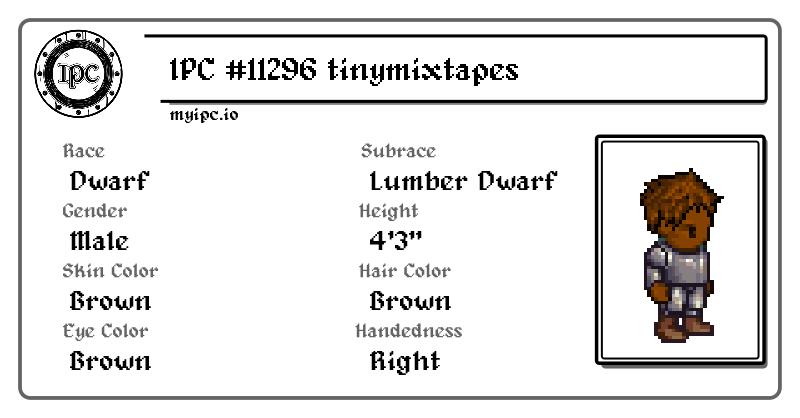 IPC
IPC #11296 tinymixtapes
myipc.io
Race
Dwarf
Subrace
Lumber Dwarf
Gender
Male
Height
4'3"
Skin Color
Brown
Hair Color
Brown
Eye Color
Brown
Handedness
Right